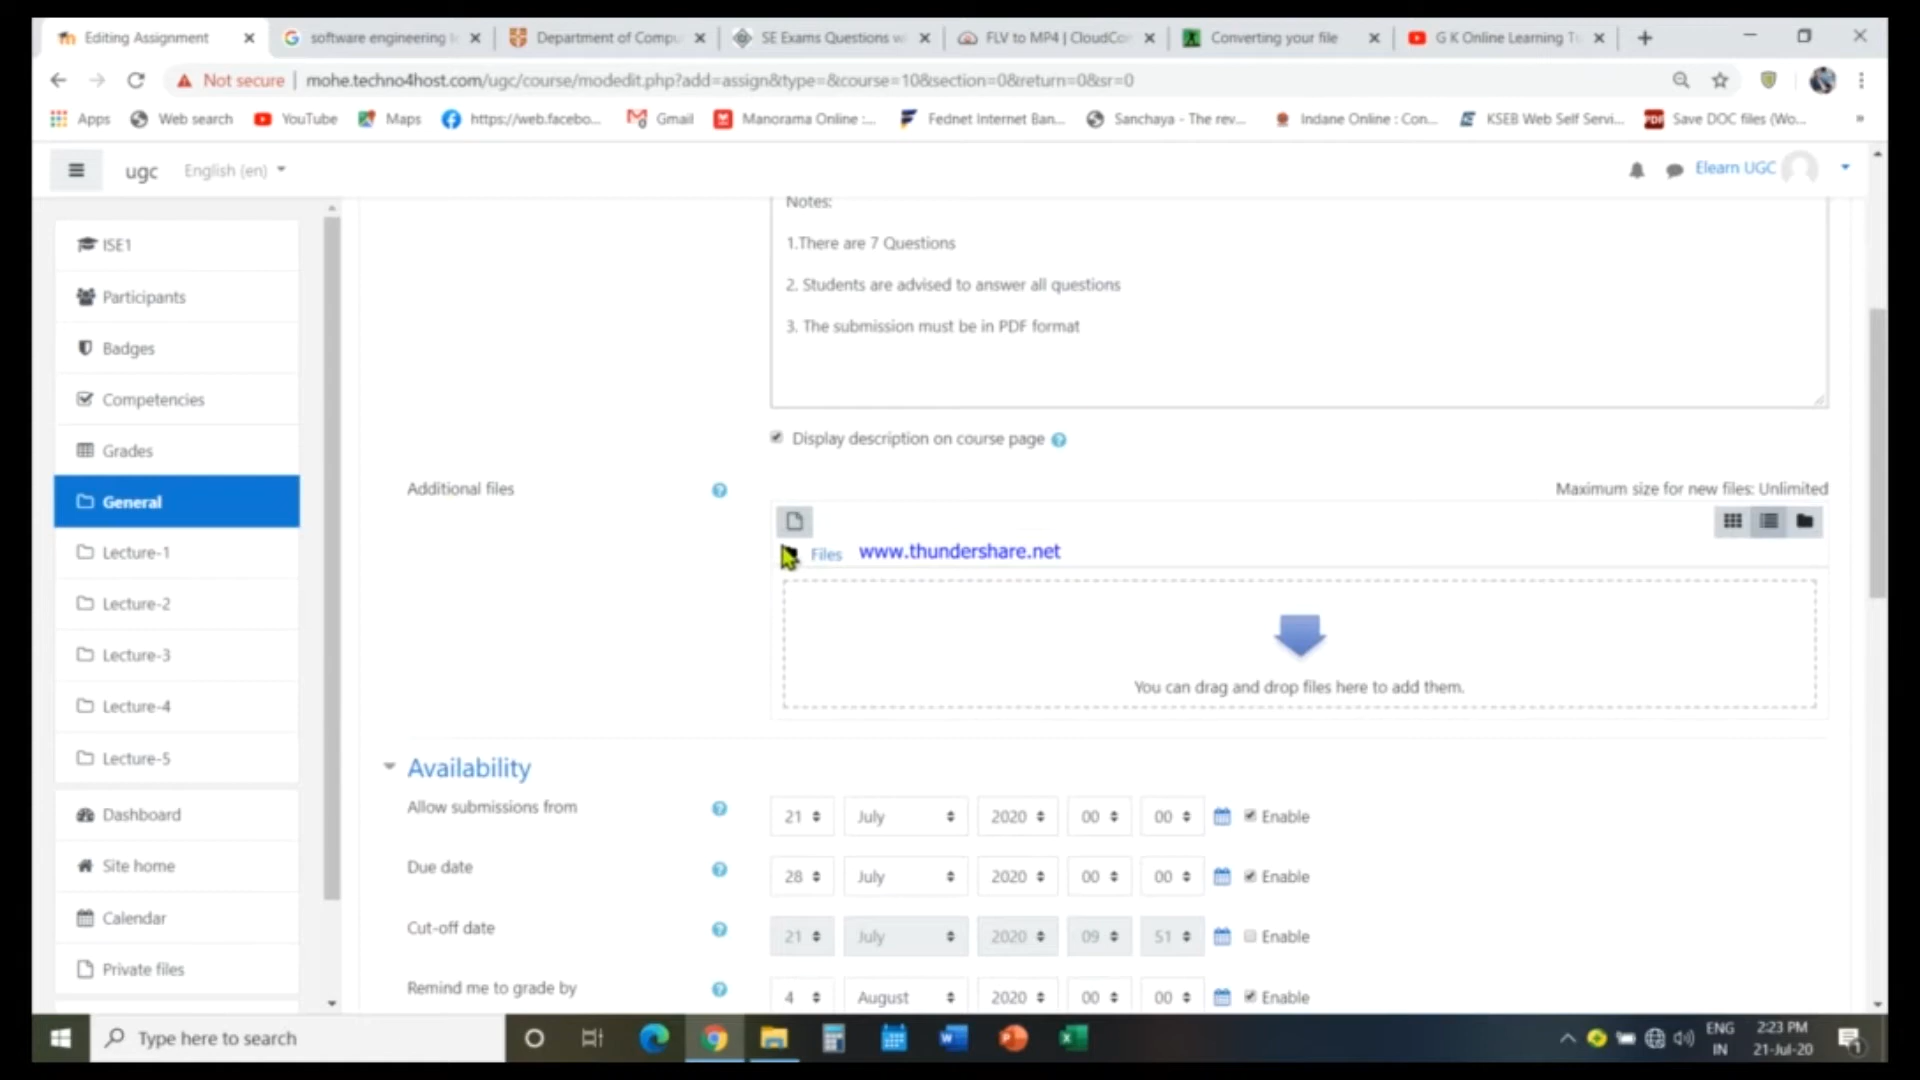 Editing Assignment
software engineering
Department of Compu
SE Exams Questions w
FLV to MP4 | CloudCo
Converting your file
G K Online Learning T
Not secure | mohe.techno4host.com/ugc/course/modedit.php?add=assign&type=&course=10&section=0&return=0&sr=0
Apps
Web search
YouTube
Maps
https://web.facebo...
Gmail
Manorama Online :...
Fednet Internet Ban...
Sanchaya - The rev...
Indane Online : Con...
KSEB Web Self Servi...
Save DOC files (Wo...
»
ugc
English (en)
Elearn UGC
ISE1
Participants
Badges
Competencies
Grades
General
Lecture-1
Lecture-2
Lecture-3
Lecture-4
Lecture-5
Dashboard
Site home
Calendar
Private files
Notes:
1.There are 7 Questions
2. Students are advised to answer all questions
3. The submission must be in PDF format
Display description on course page
Additional files
Maximum size for new files: Unlimited
Files
www.thundershare.net
You can drag and drop files here to add them.
Availability
Allow submissions from
21 July 2020 00 00 Enable
Due date
28 July 2020 00 00 Enable
Cut-off date
21 July 2020 09 51 Enable
Remind me to grade by
4 August 2020 00 00 Enable
Type here to search
ENG
IN
2:23 PM
21-Jul-20
1